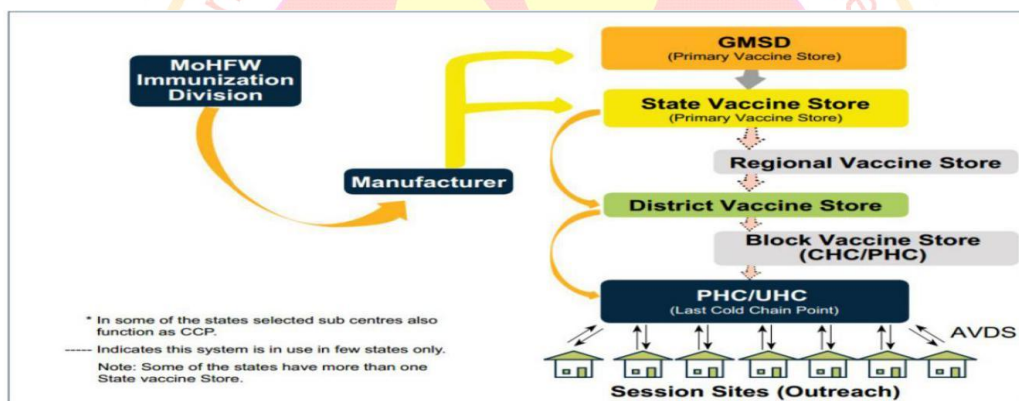 MoHFW
Immunization
Division
Manufacturer
GMSD
(Primary Vaccine Store)
State Vaccine Store
(Primary Vaccine Store)
Regional Vaccine Store
District Vaccine Store
Block Vaccine Store
(CHC/PHC)
PHC/UHC
(Last Cold Chain Point)
AVDS
Session Sites (Outreach)
* In some of the states selected sub centres also
function as CCP.
----- Indicates this system is in use in few states only.
Note: Some of the states have more than one
State vaccine Store.